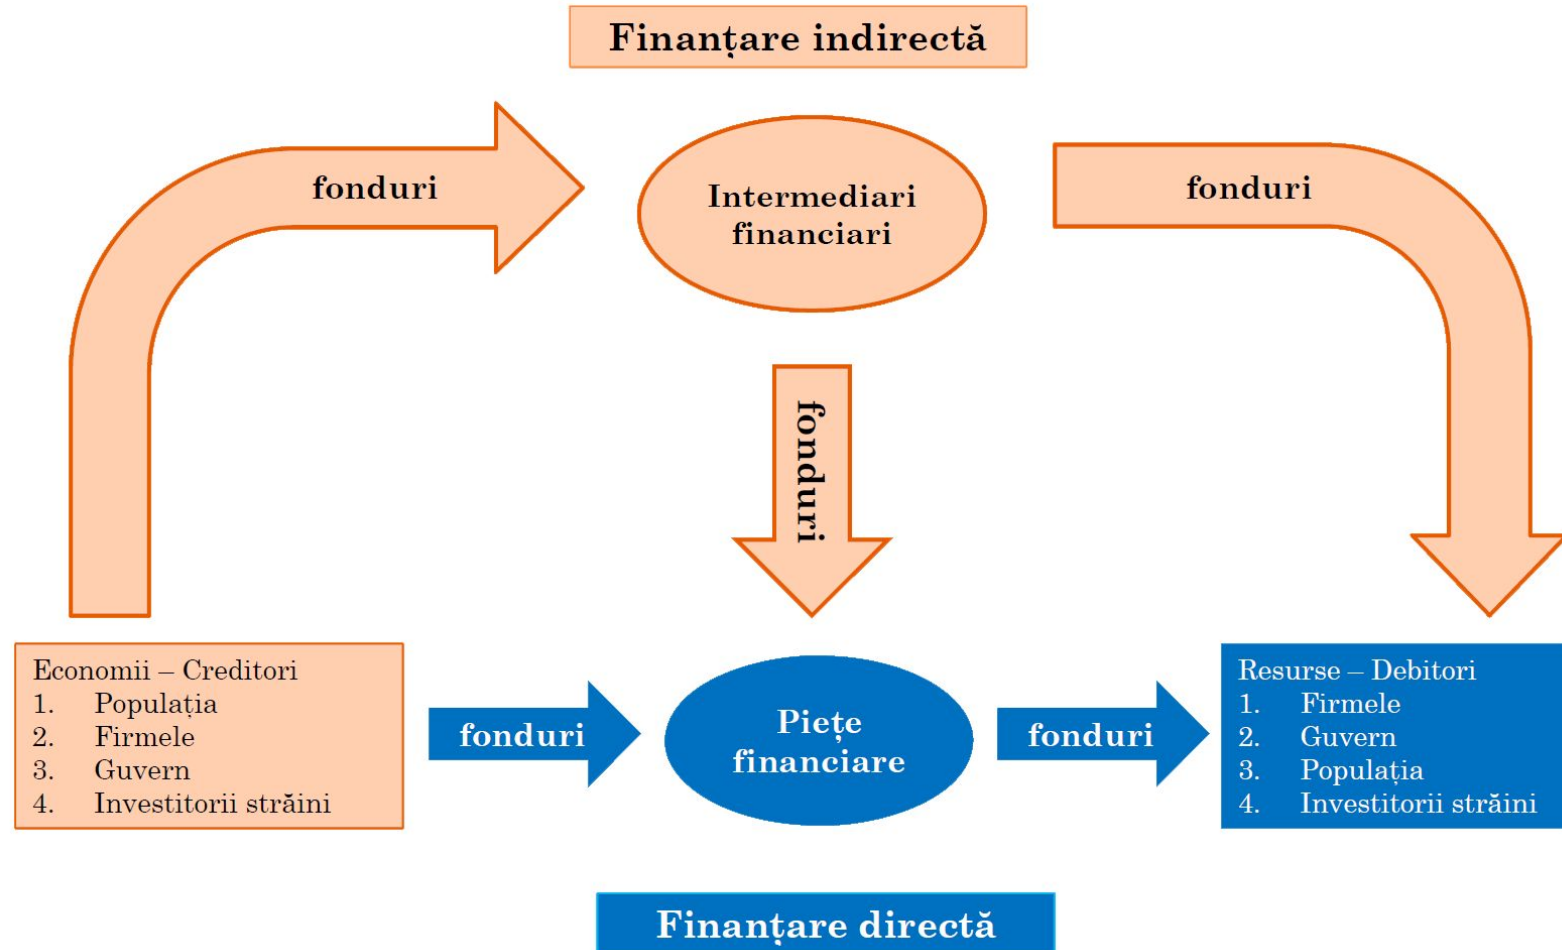 Finanțare indirectă
fonduri
Intermediari
financiari
fonduri
fonduri
Economii – Creditori
1. Populația
2. Firmele
3. Guvern
4. Investitorii străini
fonduri
Piețe
financiare
fonduri
Resurse – Debitori
1. Firmele
2. Guvern
3. Populația
4. Investitorii străini
Finanțare directă